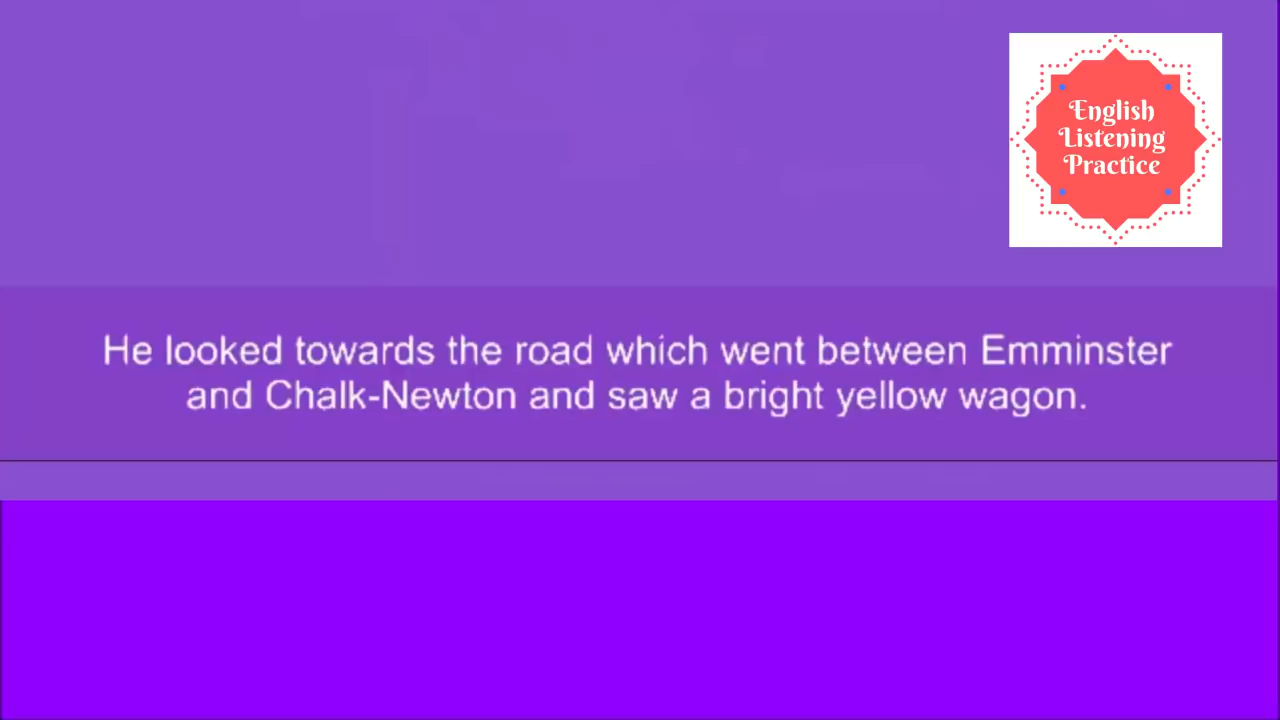 English
Listening
Practice
He looked towards the road which went between Emminster
and Chalk-Newton and saw a bright yellow wagon.